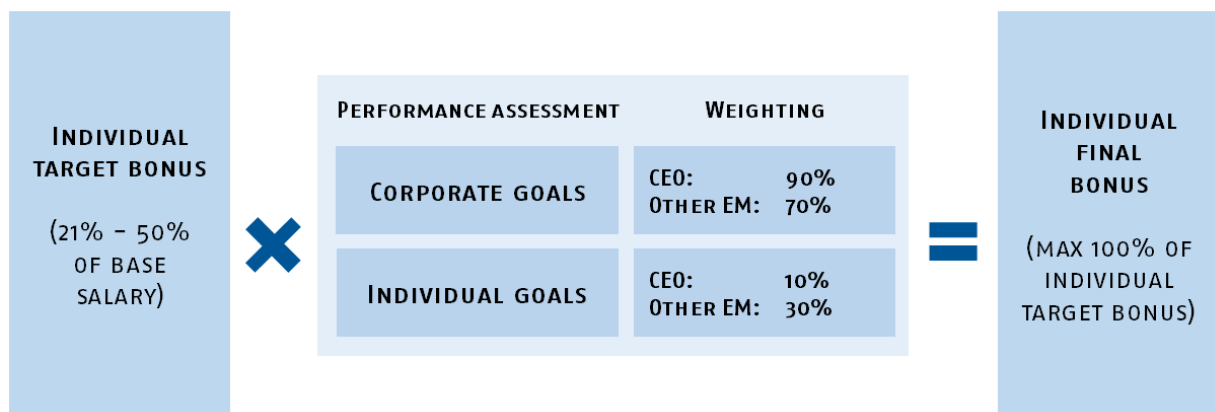 INDIVIDUAL
TARGET BONUS
(21% - 50%
OF BASE
SALARY)
PERFORMANCE ASSESSMENT
WEIGHTING
CORPORATE GOALS
CEO: 90%
OTHER EM: 70%
INDIVIDUAL GOALS
CEO: 10%
OTHER EM: 30%
=
INDIVIDUAL
FINAL
BONUS
(MAX 100% OF
INDIVIDUAL
TARGET BONUS)